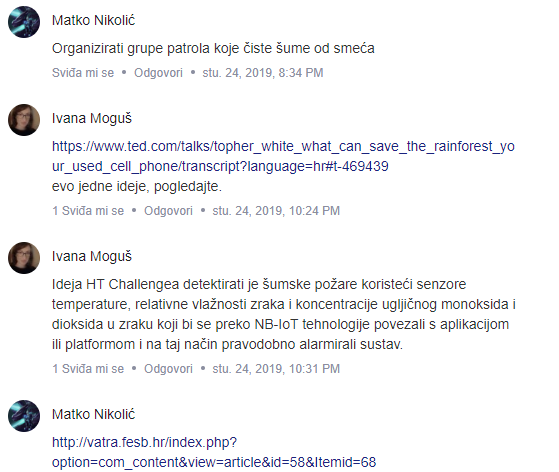 Matko Nikolić
Organizirati grupe patrola koje čiste šume od smeća
Sviđa mi se • Odgovori • stu. 24, 2019, 8:34 PM
Ivana Moguš
https://www.ted.com/talks/topher_white_what_can_save_the_rainforest_yo
ur_used_cell_phone/transcript?language=hr#t-469439
evo jedne ideje, pogledajte.
1 Sviđa mi se • Odgovori • stu. 24, 2019, 10:24 PM
Ivana Moguš
Ideja HT Challengea detektirati je šumske požare koristeći senzore
temperature, relativne vlažnosti zraka i koncentracije ugljičnog monoksida i
dioksida u zraku koji bi se preko NB-IoT tehnologije povezali s aplikacijom
ili platformom i na taj način pravodobno alarmirali sustav.
1 Sviđa mi se • Odgovori • stu. 24, 2019, 10:31 PM
Matko Nikolić
http://vatra.fesb.hr/index.php?
option=com_content&view=article&id=58&Itemid=68